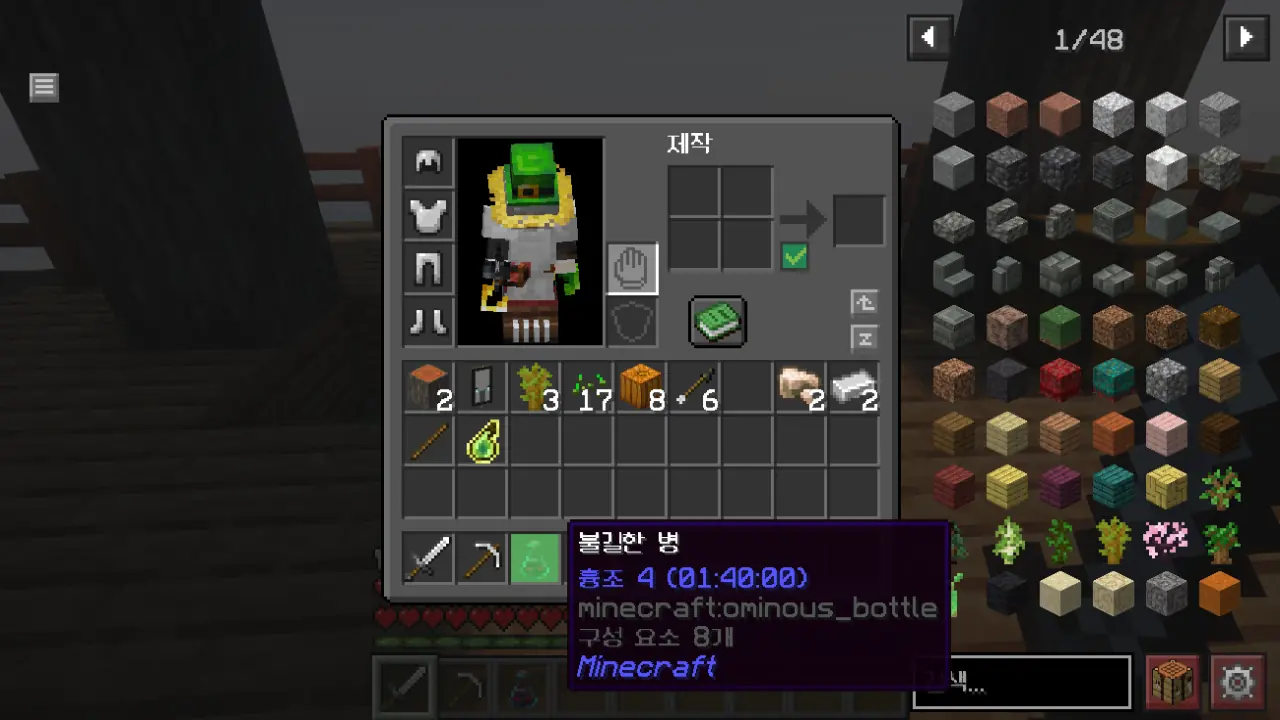 1/48
제작
2
3
17
8
6
2
2
불길한 병
흉조 4 (01:40:00)
minecraft:ominous_bottle
구성 요소 8개
Minecraft